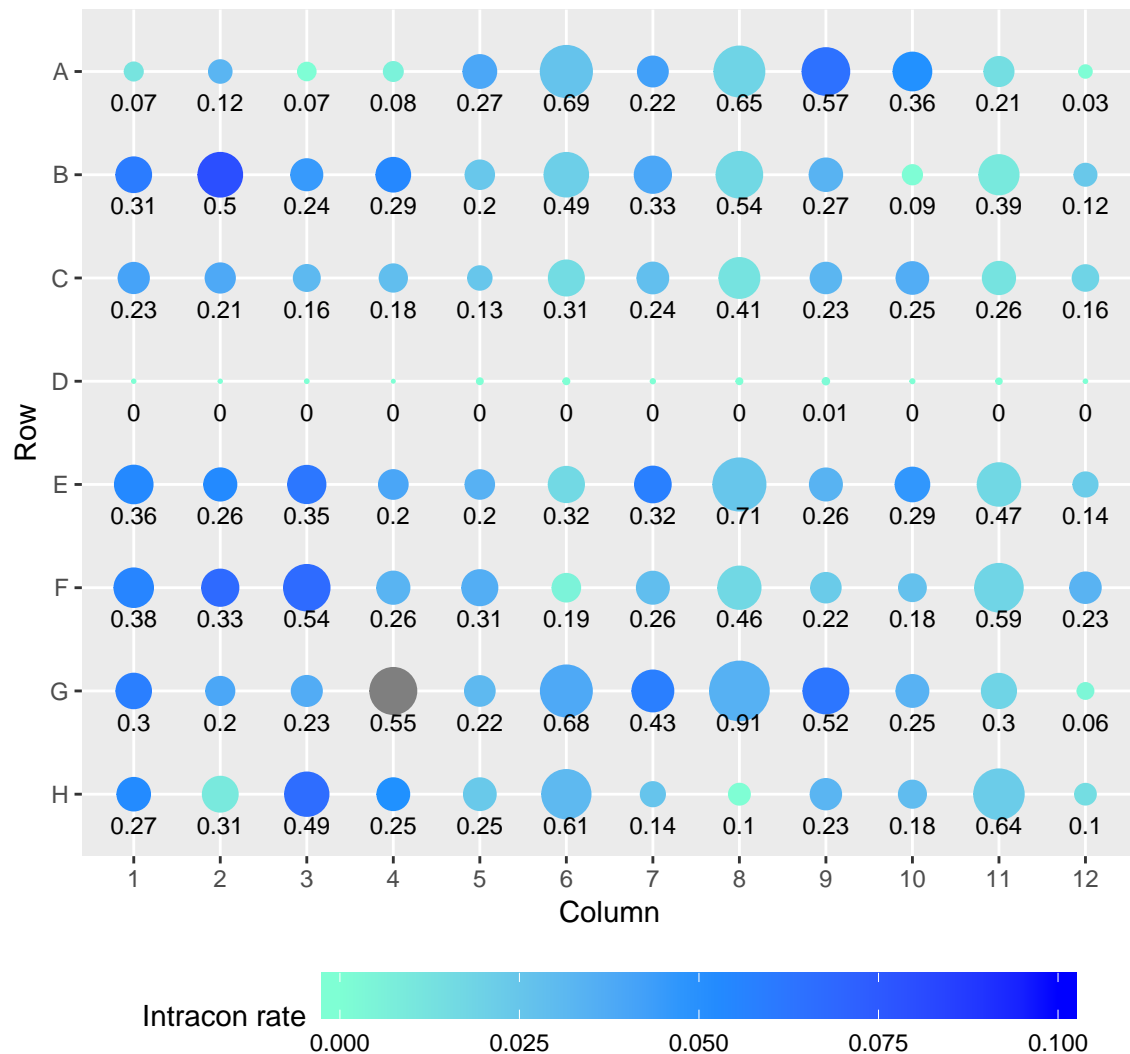 A
0.07 0.12 0.07 0.08 0.27 0.69 0.22 0.65 0.57 0.36 0.21 0.03
B
0.31 0.5 0.24 0.29 0.2 0.49 0.33 0.54 0.27 0.09 0.39 0.12
C
0.23 0.21 0.16 0.18 0.13 0.31 0.24 0.41 0.23 0.25 0.26 0.16
D
0 0 0 0 0 0 0 0 0.01 0 0 0
Row
E
0.36 0.26 0.35 0.2 0.2 0.32 0.32 0.71 0.26 0.29 0.47 0.14
F
0.38 0.33 0.54 0.26 0.31 0.19 0.26 0.46 0.22 0.18 0.59 0.23
G
0.3 0.2 0.23 0.55 0.22 0.68 0.43 0.91 0.52 0.25 0.3 0.06
H
0.27 0.31 0.49 0.25 0.25 0.61 0.14 0.1 0.23 0.18 0.64 0.1
1 2 3 4 5 6 7 8 9 10 11 12
Column
Intracon rate
0.000 0.025 0.050 0.075 0.100